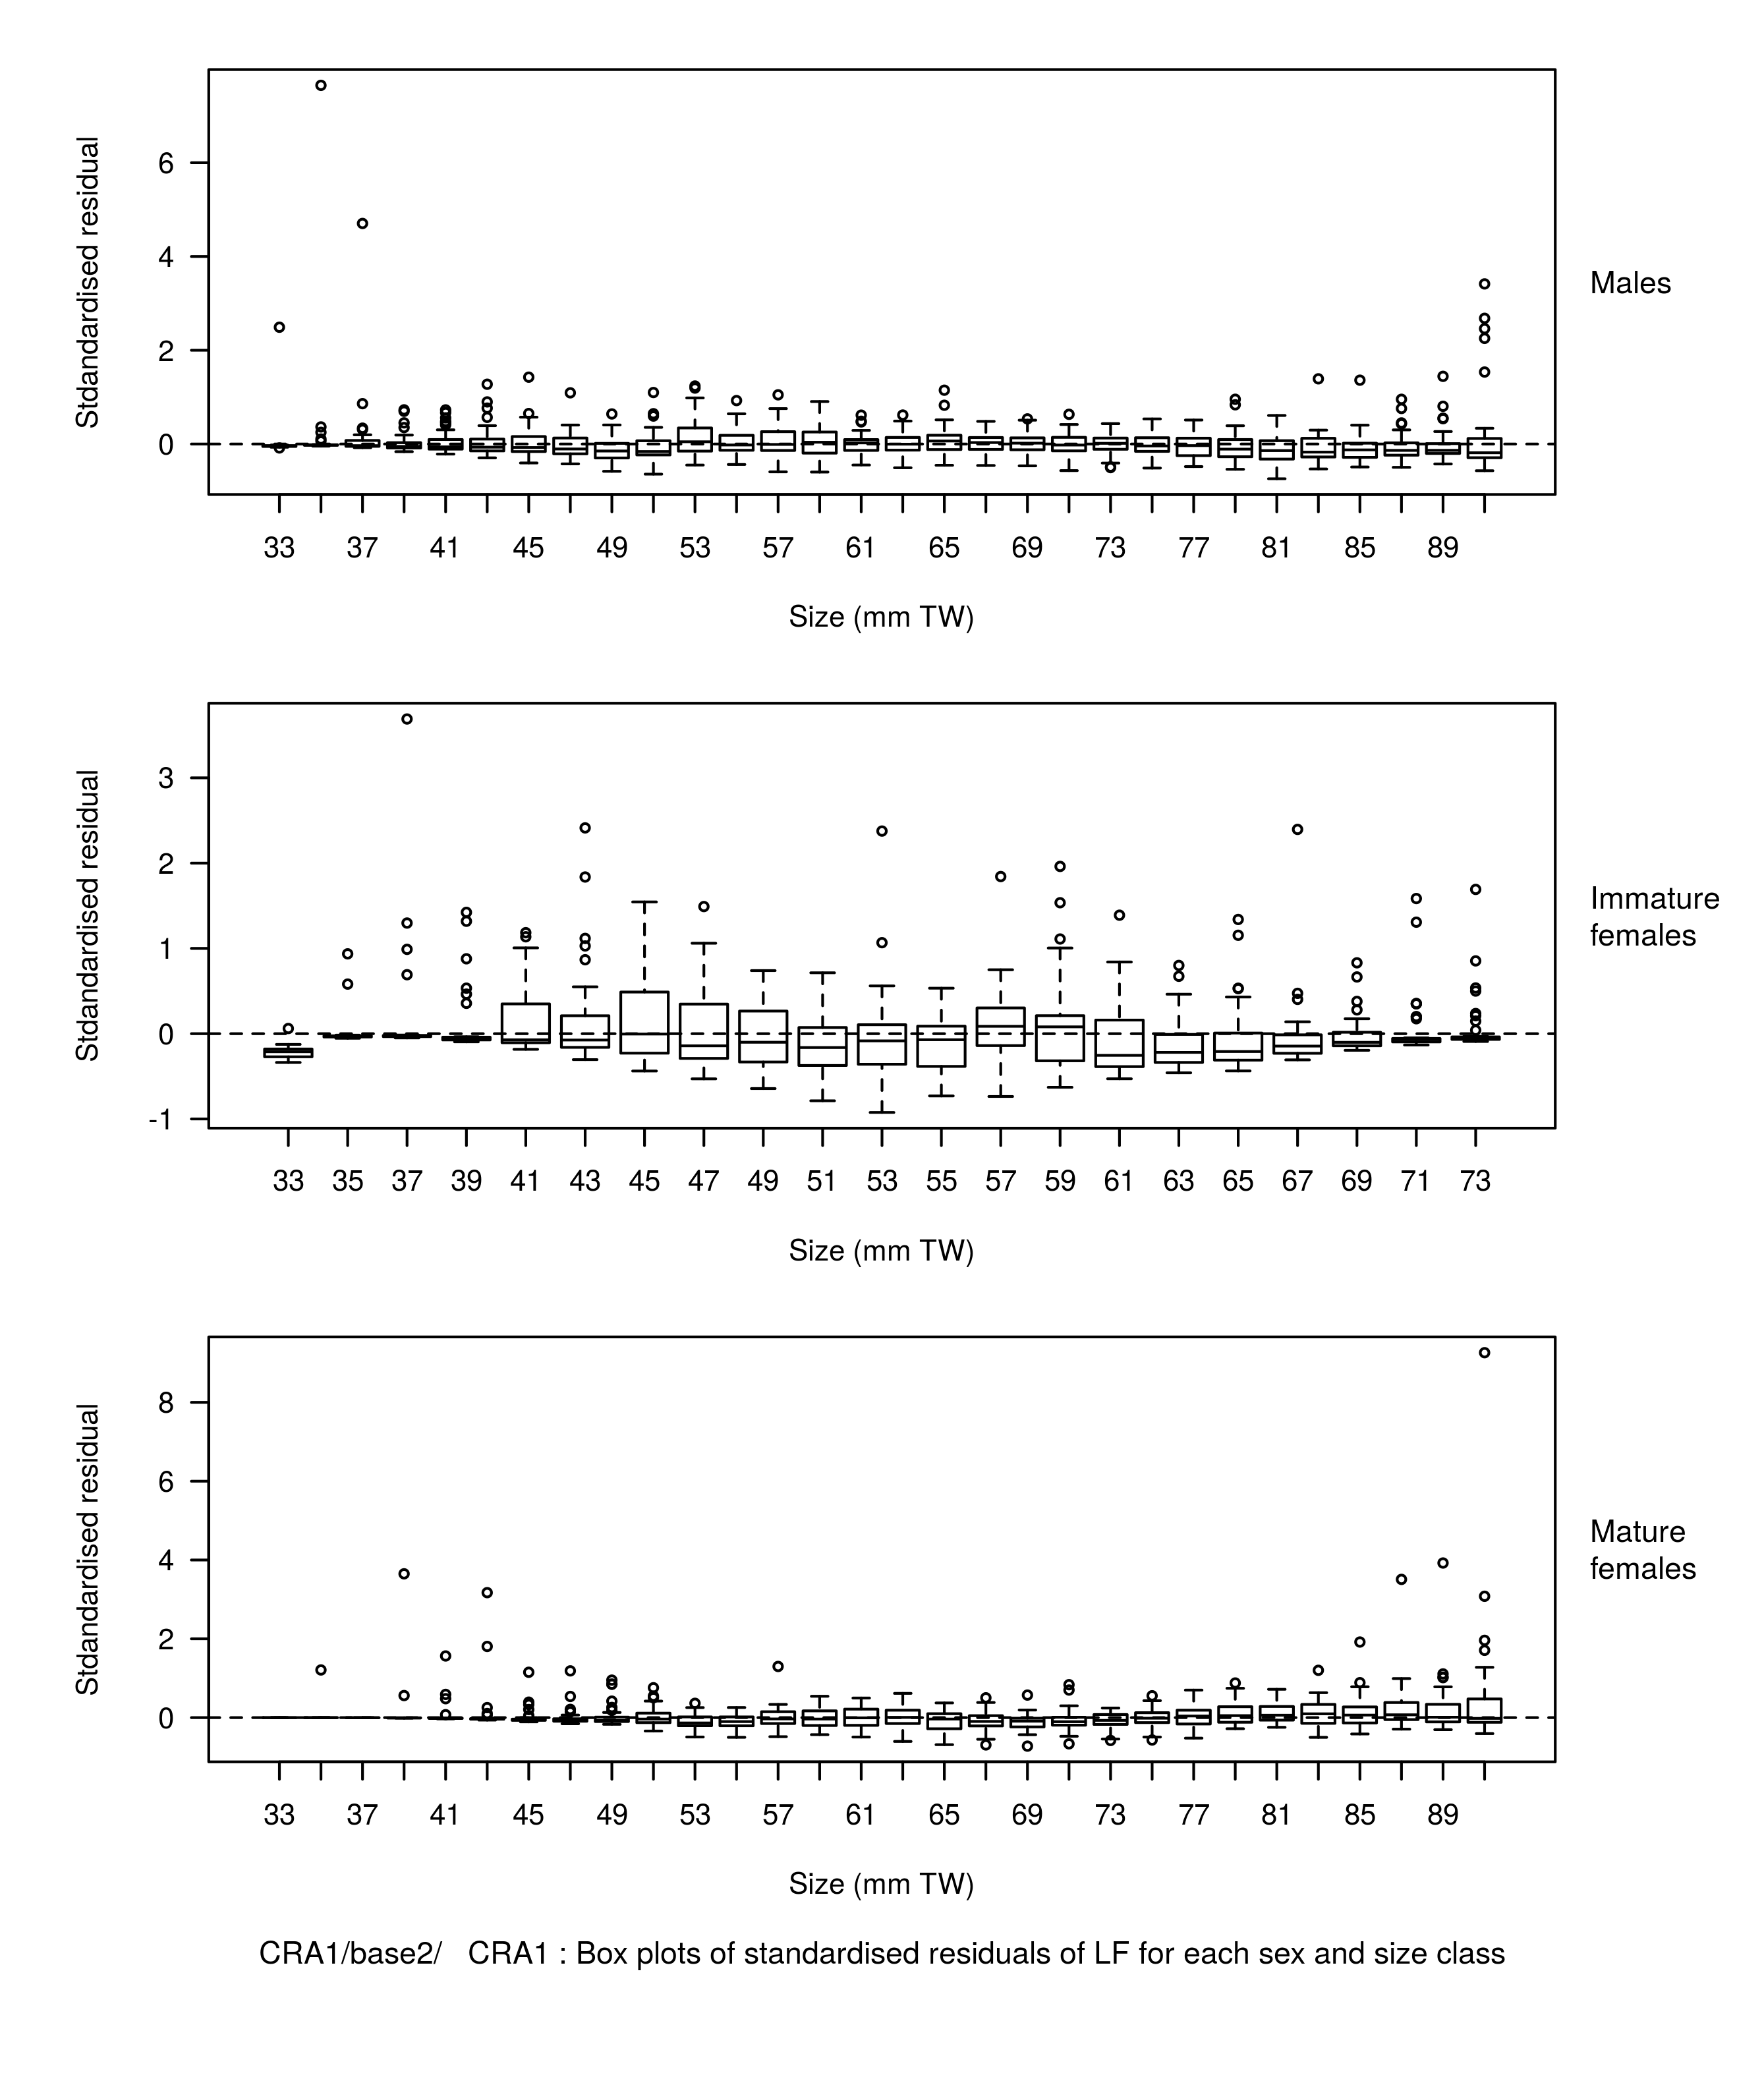 Stdandardised residual
6
4
2
0
33 37 41 45 49 53 57 61 65 69 73 77 81 85 89
Size (mm TW)
Males
Stdandardised residual
3
2
1
0
-1
33 35 37 39 41 43 45 47 49 51 53 55 57 59 61 63 65 67 69 71 73
Size (mm TW)
Immature
females
Stdandardised residual
8
6
4
2
0
33 37 41 45 49 53 57 61 65 69 73 77 81 85 89
Size (mm TW)
Mature
females
CRA1/base2/ CRA1 : Box plots of standardised residuals of LF for each sex and size class